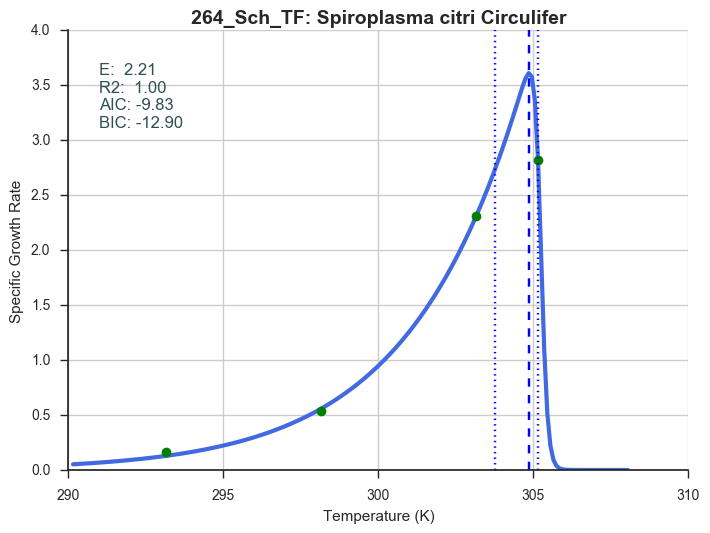 264_Sch_TF: Spiroplasma citri Circulifer
E:  2.21
R2:  1.00
AIC: -9.83
BIC: -12.90
4.0
3.5
3.0
2.5
2.0
1.5
1.0
0.5
0.0
Specific Growth Rate
290
295
300
305
310
Temperature (K)